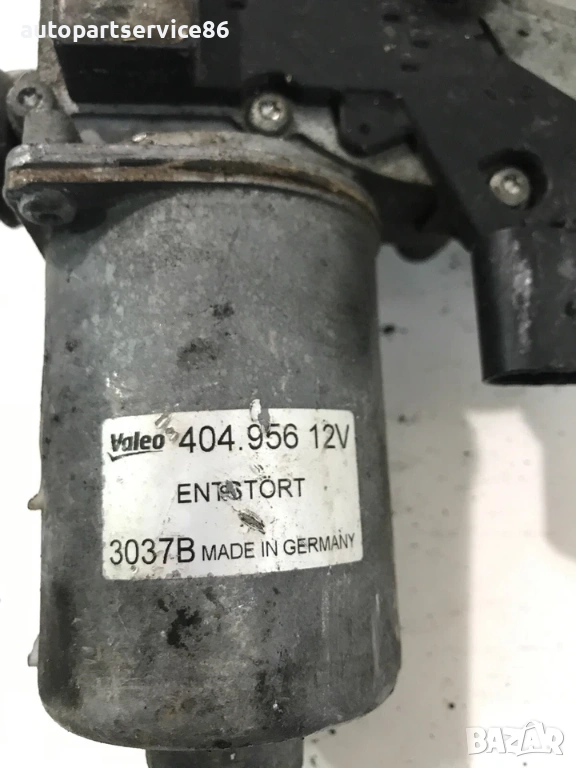 autopartservice86
Valeo 404.956 12V
ENTSTÖRT
3037B MADE IN GERMANY
BAZAR